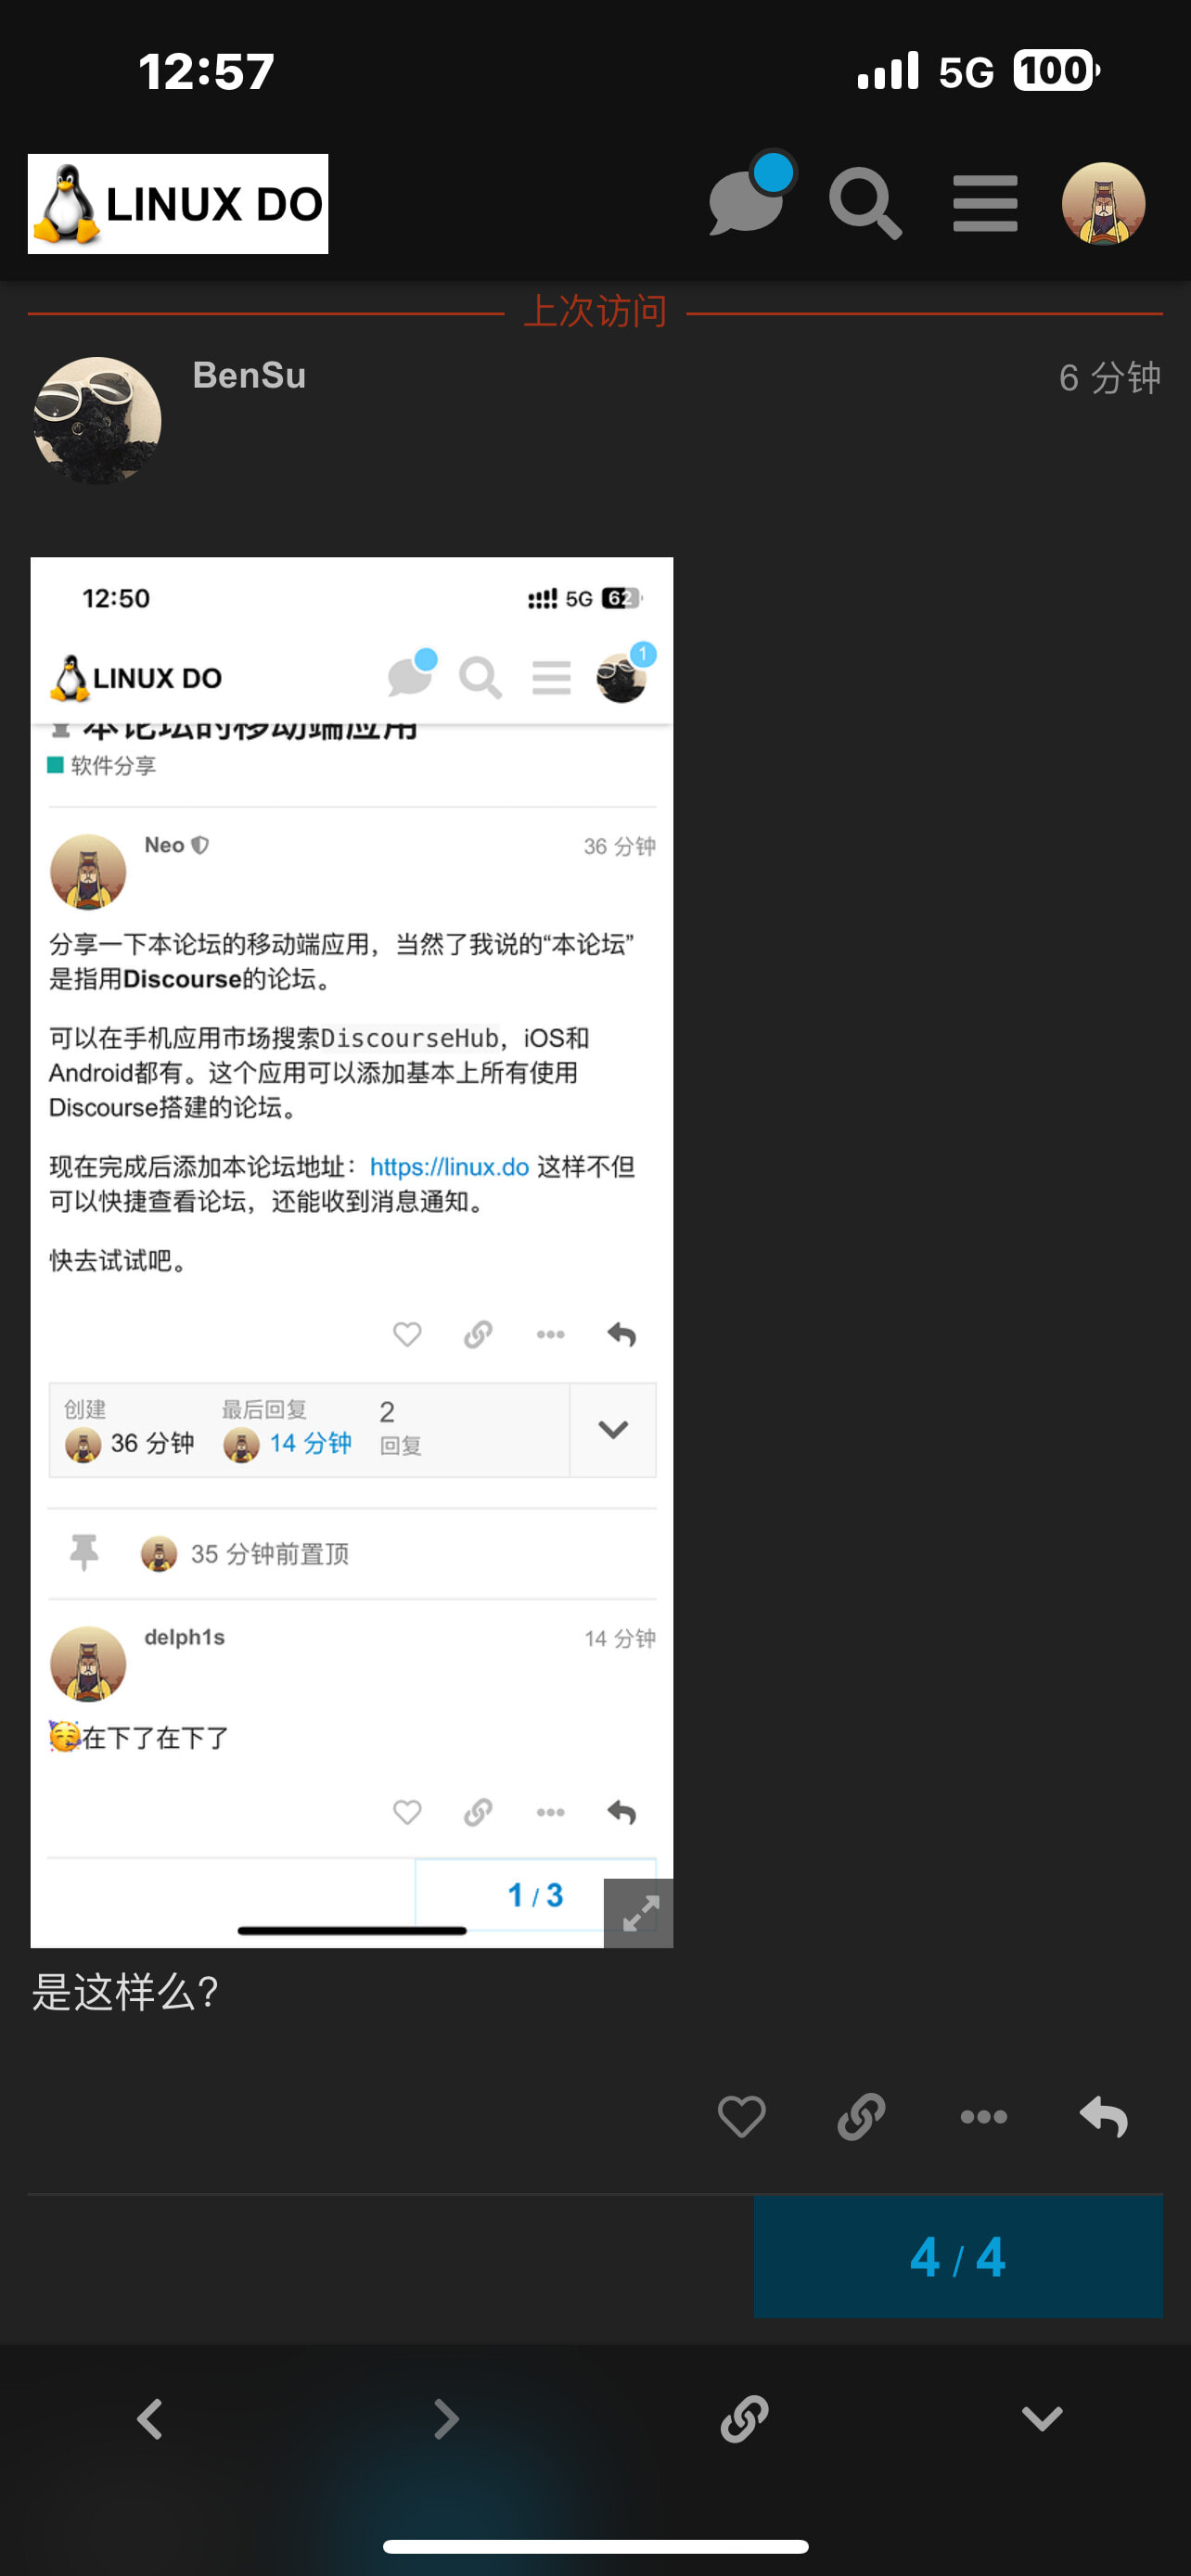 12:57
5G 100
LINUX DO
上次访问
BenSu
6 分钟
12:50
5G 62
LINUX DO
1
本论坛的移动端应用
软件分享
Neo
36 分钟
分享一下本论坛的移动端应用，当然了我说的“本论坛”
是指用Discourse的论坛。
可以在手机应用市场搜索DiscourseHub，iOS和
Android都有。这个应用可以添加基本上所有使用
Discourse搭建的论坛。
现在完成后添加本论坛地址：https://linux.do 这样不但
可以快捷查看论坛，还能收到消息通知。
快去试试吧。
创建
36 分钟
最后回复
14 分钟
2
回复
35 分钟前置顶
delph1s
14 分钟
🥳在下了在下了
1 / 3
是这样么？
4 / 4